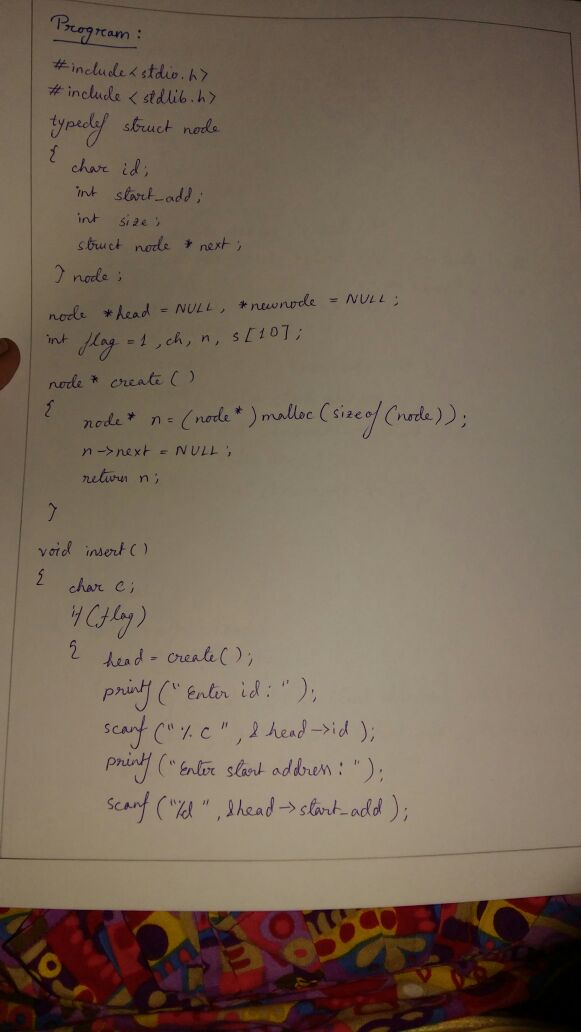 Program :
#include<stdio.h>
# include <stdlib.h>
typedef struct node
{
char id;
int start_add;
int size;
struct node * next;
} node ;
node *head = NULL, *newnode = NULL ;
int flag = 1 , ch, n, s[10];
node * create ( )
{
node* n = (node*) malloc (sizeof (node));
n->next = NULL ;
return n;
}
void insert ( )
{
char c;
if (flag)
{
head = create ( );
printf (" Enter id : " );
scanf ("% c " , & head->id );
printf ("Enter start address : ");
scanf ("%d " , &head->start_add );